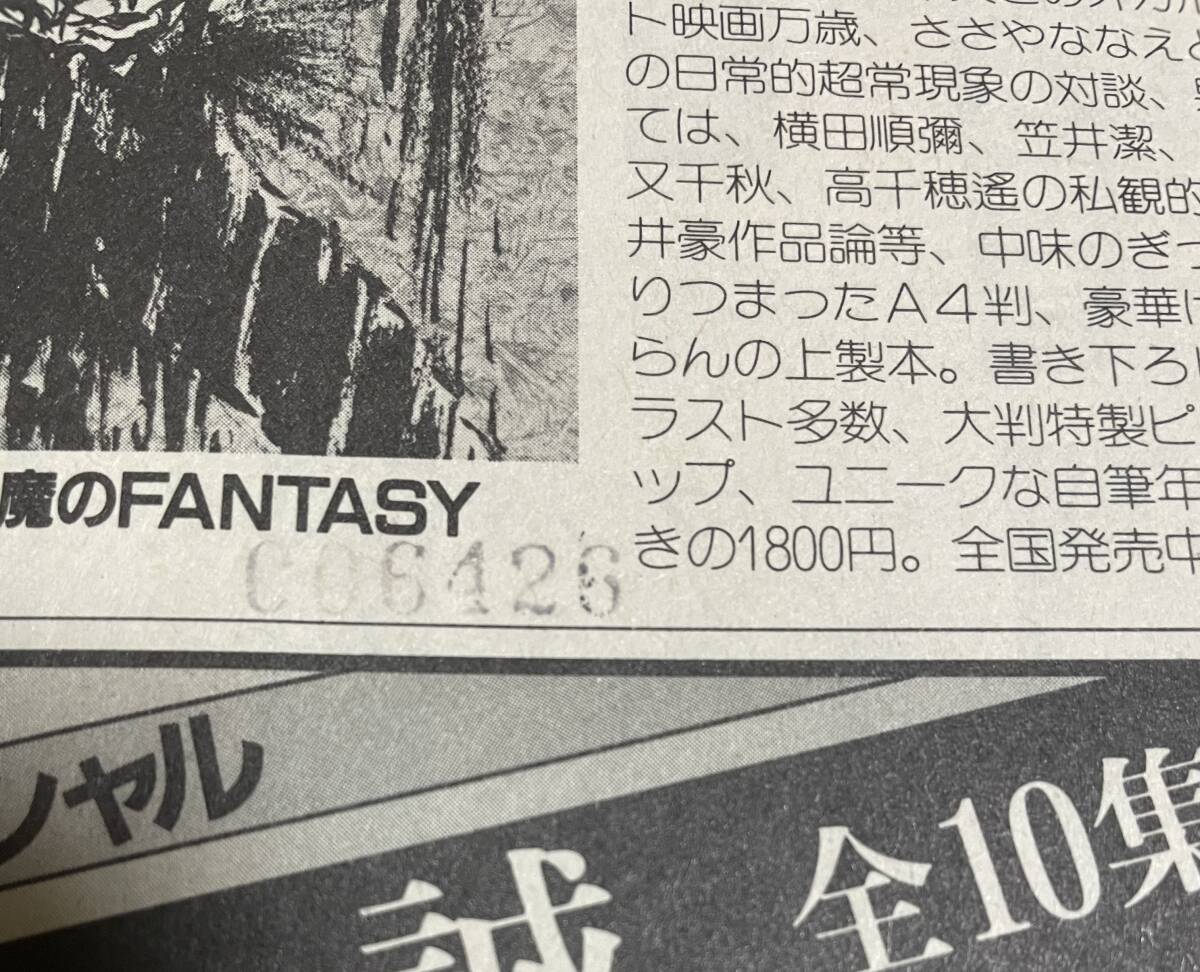 ト映画万歳、ささやななえと
の日常的超常現象の対談、
ては、横田順彌、笠井潔、
又千秋、高千穂遙の私観的
井豪作品論等、中味のぎっ
りつまったA4判、豪華け
らんの上製本。書き下ろし
ラスト多数、大判特製ピ
ップ、ユニークな自筆年
きの1800円。全国発売中
魔のFANTASY
006426
シャル
誠 全10集